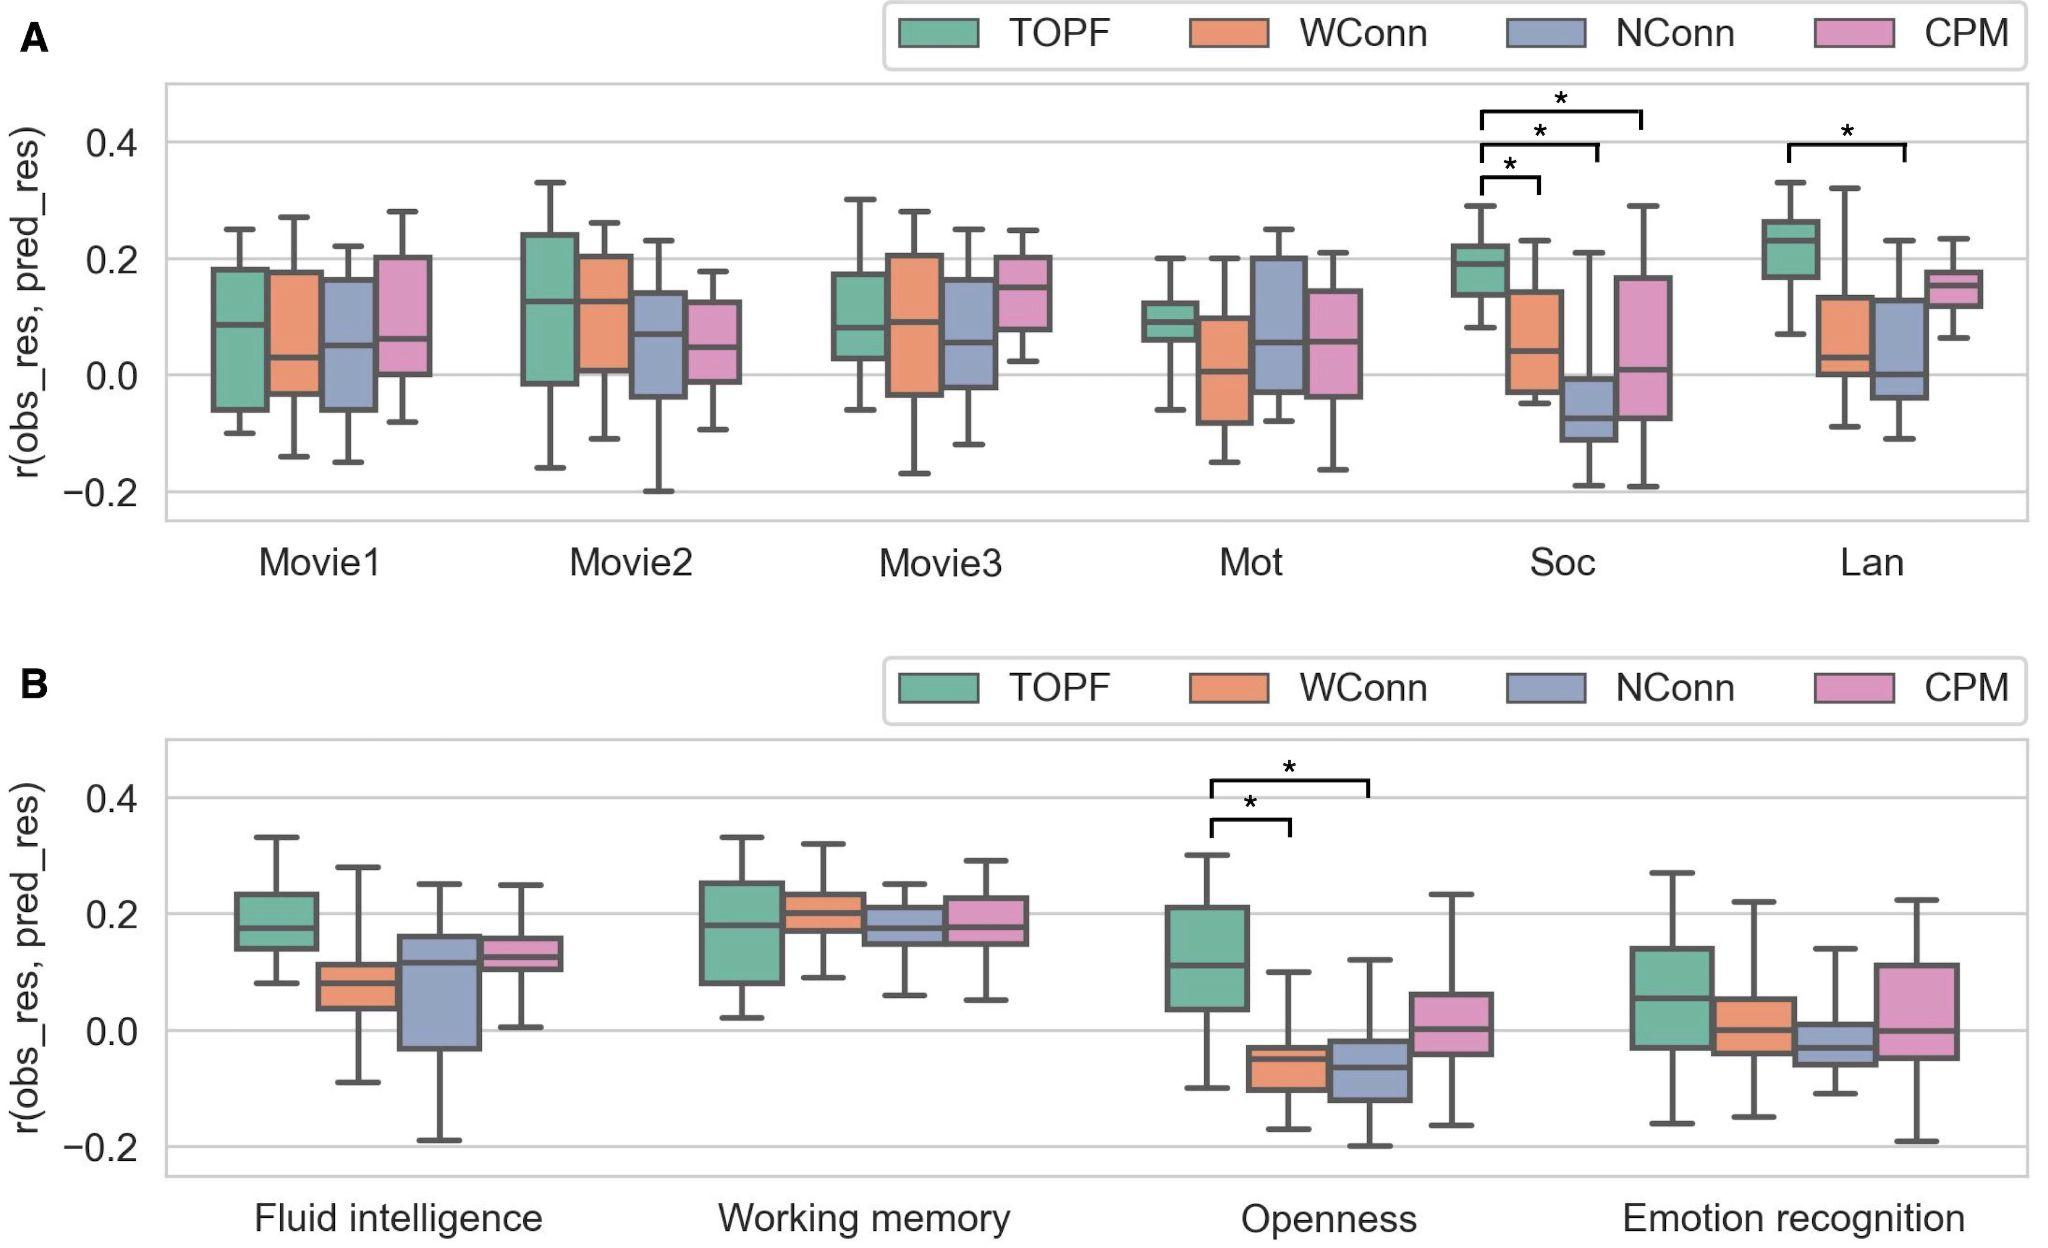 A
TOPF WConn NConn CPM
r(obs_res, pred_res)
0.4
0.2
0.0
−0.2
* * * *
Movie1 Movie2 Movie3 Mot Soc Lan
B
TOPF WConn NConn CPM
r(obs_res, pred_res)
0.4
0.2
0.0
−0.2
* *
Fluid intelligence Working memory Openness Emotion recognition